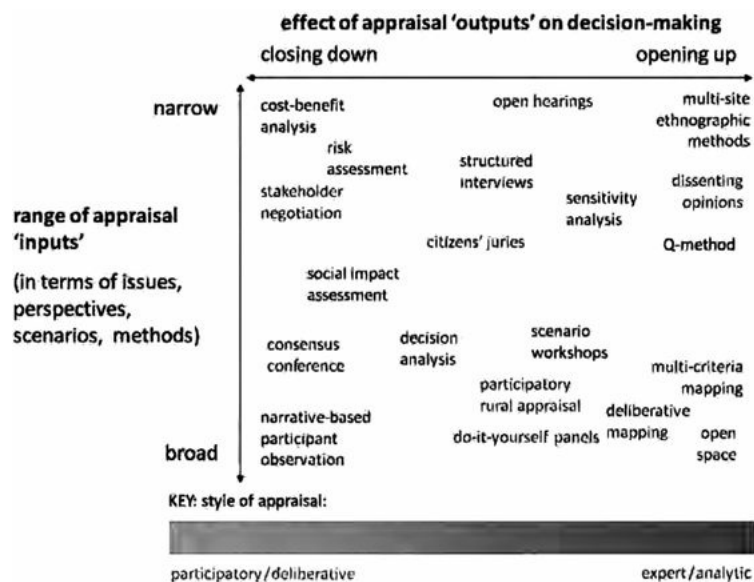 effect of appraisal ‘outputs’ on decision-making
closing down
opening up
narrow
cost-benefit
analysis
open hearings
multi-site
ethnographic
methods
risk
assessment
structured
interviews
stakeholder
negotiation
sensitivity
analysis
dissenting
opinions
range of appraisal
‘inputs’
(in terms of issues,
perspectives,
scenarios, methods)
citizens’ juries
Q-method
social impact
assessment
consensus
conference
decision
analysis
scenario
workshops
multi-criteria
mapping
participatory
rural appraisal
narrative-based
participant
observation
do-it-yourself panels
deliberative
mapping
open
space
broad
KEY: style of appraisal:
participatory/deliberative
expert/analytic